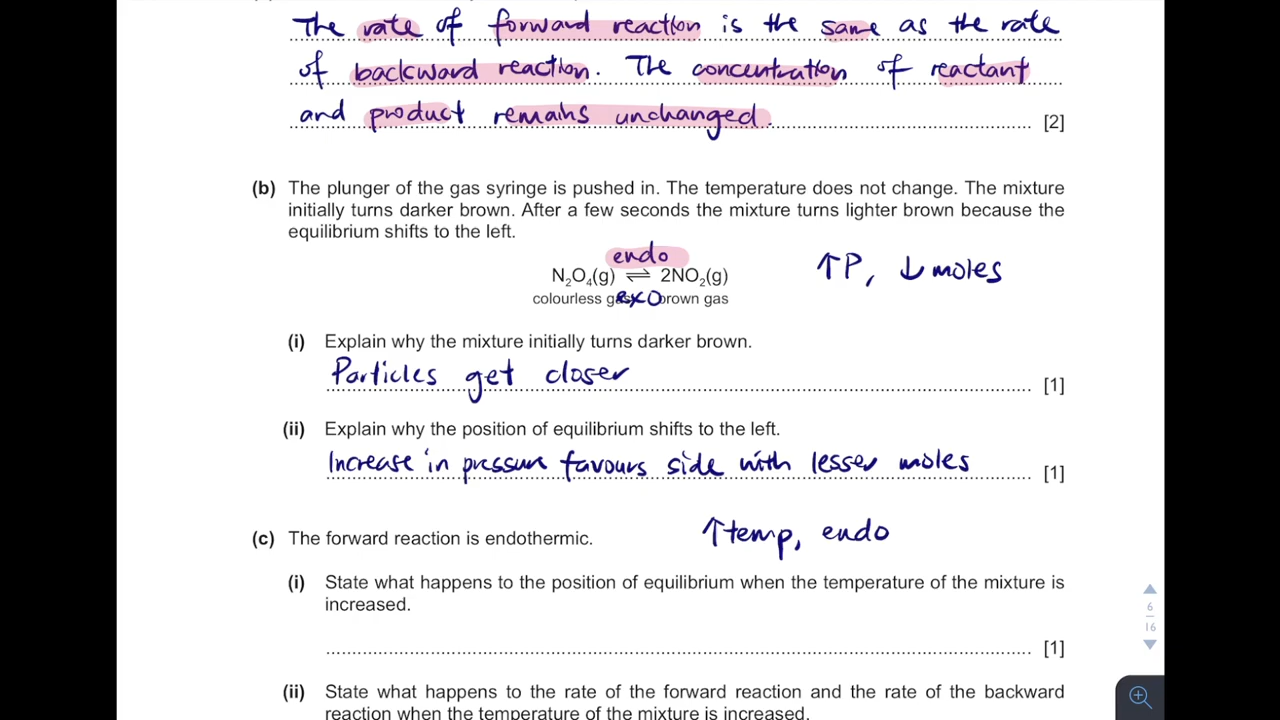 The rate of forward reaction is the same as the rate
of backward reaction. The concentration of reactant
and product remains unchanged. [2]
(b) The plunger of the gas syringe is pushed in. The temperature does not change. The mixture
initially turns darker brown. After a few seconds the mixture turns lighter brown because the
equilibrium shifts to the left.
endo
N₂O₄(g) ⇌ 2NO₂(g) ↑P, ↓moles
colourless gas exo brown gas
(i) Explain why the mixture initially turns darker brown.
Particles get closer [1]
(ii) Explain why the position of equilibrium shifts to the left.
Increase in pressure favours side with lesser moles [1]
(c) The forward reaction is endothermic. ↑temp, endo
(i) State what happens to the position of equilibrium when the temperature of the mixture is
increased.
[1]
(ii) State what happens to the rate of the forward reaction and the rate of the backward
reaction when the temperature of the mixture is increased.
6
16